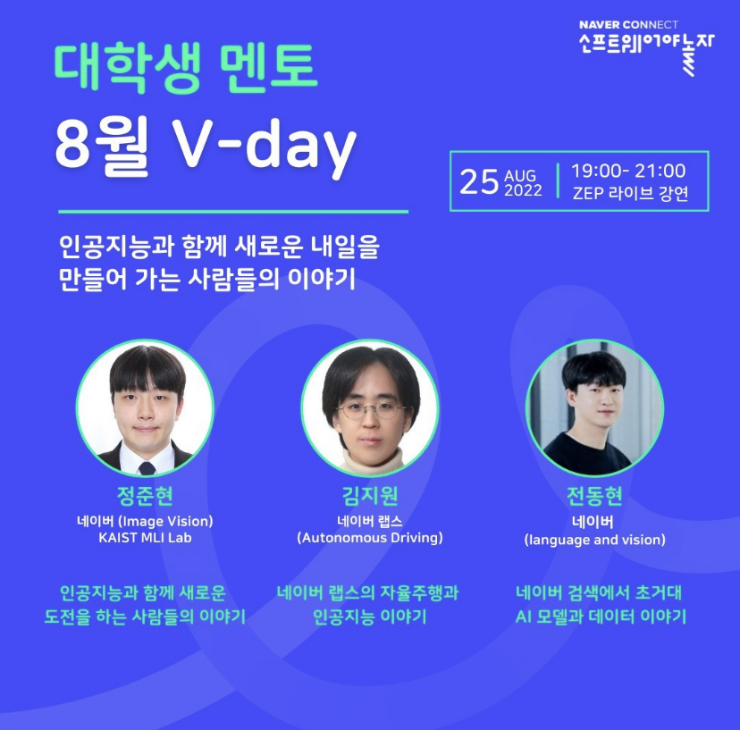 NAVER CONNECT
소프트웨어야 놀자
대학생 멘토
8월 V-day
25 AUG 2022 19:00- 21:00
ZEP 라이브 강연
인공지능과 함께 새로운 내일을
만들어 가는 사람들의 이야기
정준현
네이버 (Image Vision)
KAIST MLI Lab
인공지능과 함께 새로운
도전을 하는 사람들의 이야기
김지원
네이버 랩스
(Autonomous Driving)
네이버 랩스의 자율주행과
인공지능 이야기
전동현
네이버
(language and vision)
네이버 검색에서 초거대
AI 모델과 데이터 이야기